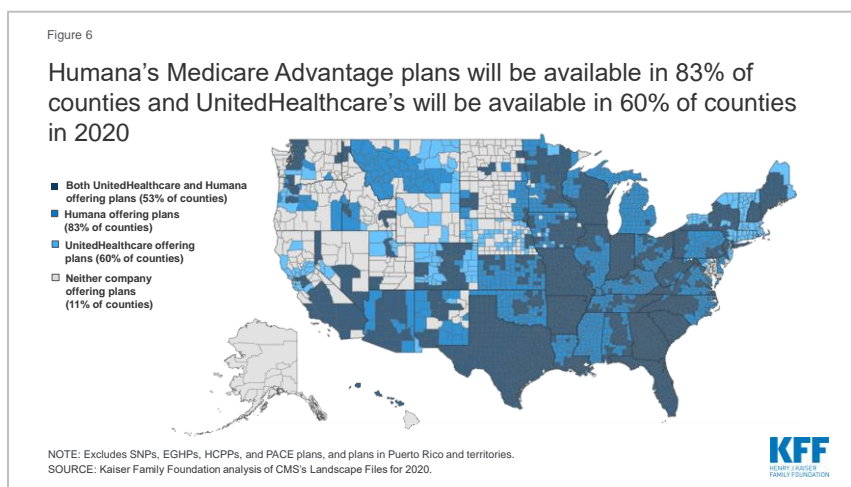 Figure 6
Humana's Medicare Advantage plans will be available in 83% of
counties and UnitedHealthcare's will be available in 60% of counties
in 2020
Both UnitedHealthcare and Humana
offering plans (53% of counties)
Humana offering plans
(83% of counties)
UnitedHealthcare offering
plans (60% of counties)
Neither company
offering plans
(11% of counties)
NOTE: Excludes SNPs, EGHPs, HCPPs, and PACE plans, and plans in Puerto Rico and territories.
SOURCE: Kaiser Family Foundation analysis of CMS's Landscape Files for 2020.
KFF
HENRY J KAISER
FAMILY FOUNDATION